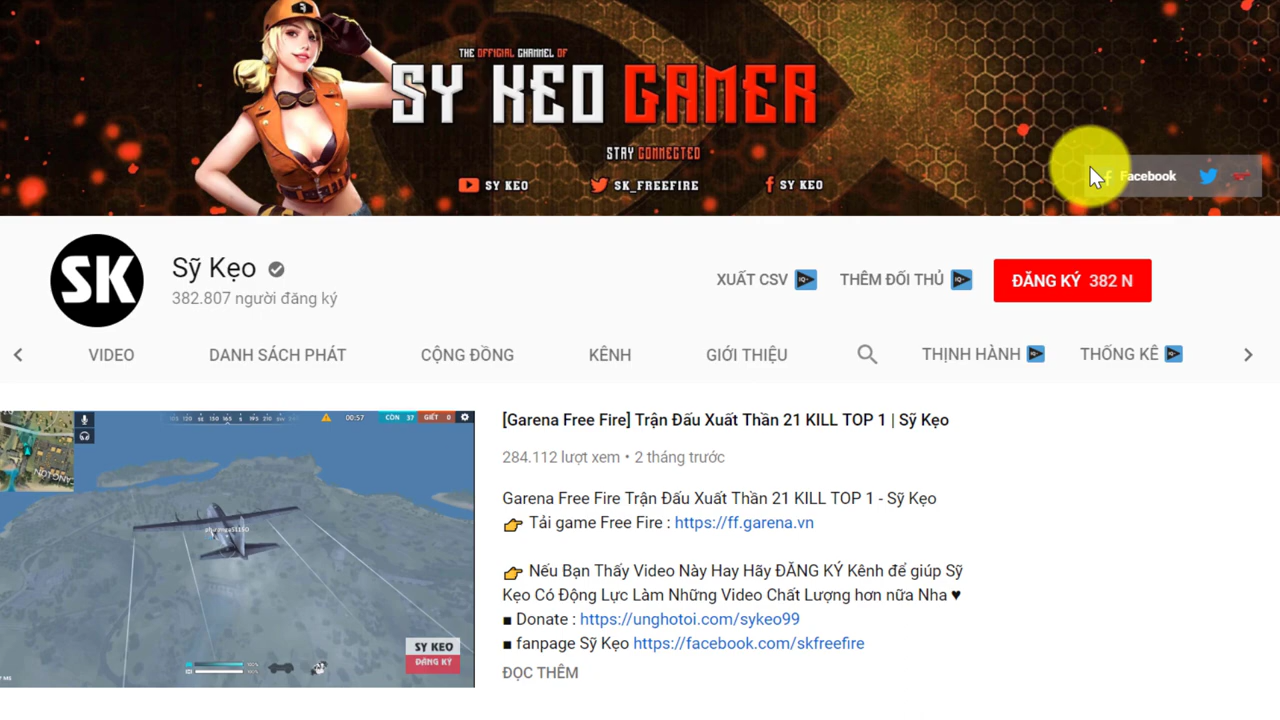 THE OFFICIAL CHANNEL OF
SY KEO GAMER
STAY CONNECTED
SY KEO
SK_FREEFIRE
SY KEO
Facebook
SK
Sỹ Kẹo
382.807 người đăng ký
XUẤT CSV
THÊM ĐỐI THỦ
ĐĂNG KÝ 382 N
VIDEO
DANH SÁCH PHÁT
CỘNG ĐỒNG
KÊNH
GIỚI THIỆU
THỊNH HÀNH
THỐNG KÊ
00:57
CÒN 37
GIẾT 0
SY KEO
ĐĂNG KÝ
[Garena Free Fire] Trận Đấu Xuất Thần 21 KILL TOP 1 | Sỹ Kẹo
284.112 lượt xem • 2 tháng trước
Garena Free Fire Trận Đấu Xuất Thần 21 KILL TOP 1 - Sỹ Kẹo
👉 Tải game Free Fire : https://ff.garena.vn
👉 Nếu Bạn Thấy Video Này Hay Hãy ĐĂNG KÝ Kênh để giúp Sỹ
Kẹo Có Động Lực Làm Những Video Chất Lượng hơn nữa Nha ♥
■ Donate : https://unghotoi.com/sykeo99
■ fanpage Sỹ Kẹo https://facebook.com/skfreefire
ĐỌC THÊM